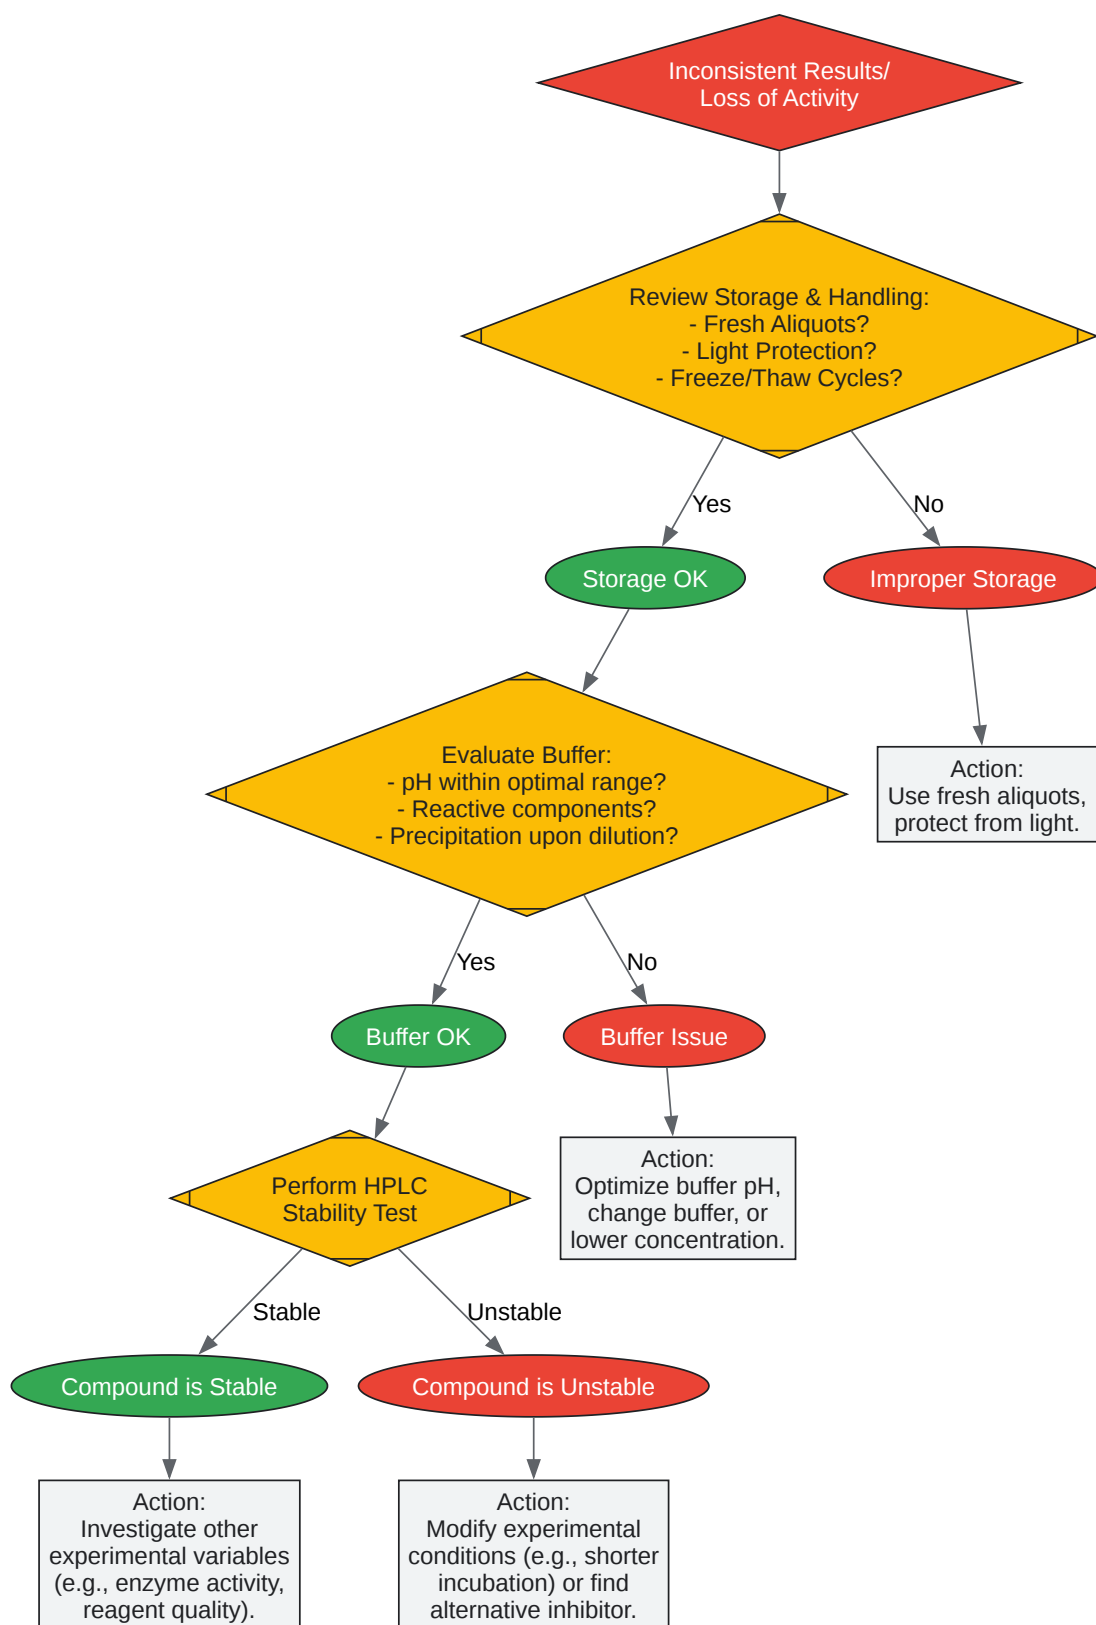 Inconsistent Results/
Loss of Activity
Review Storage & Handling:
- Fresh Aliquots?
- Light Protection?
- Freeze/Thaw Cycles?
Yes
No
Storage OK
Improper Storage
Evaluate Buffer:
- pH within optimal range?
- Reactive components?
- Precipitation upon dilution?
Action:
Use fresh aliquots,
protect from light.
Yes
No
Buffer OK
Buffer Issue
Perform HPLC
Stability Test
Action:
Optimize buffer pH,
change buffer, or
lower concentration.
Stable
Unstable
Compound is Stable
Compound is Unstable
Action:
Investigate other
experimental variables
(e.g., enzyme activity,
reagent quality).
Action:
Modify experimental
conditions (e.g., shorter
incubation) or find
alternative inhibitor.